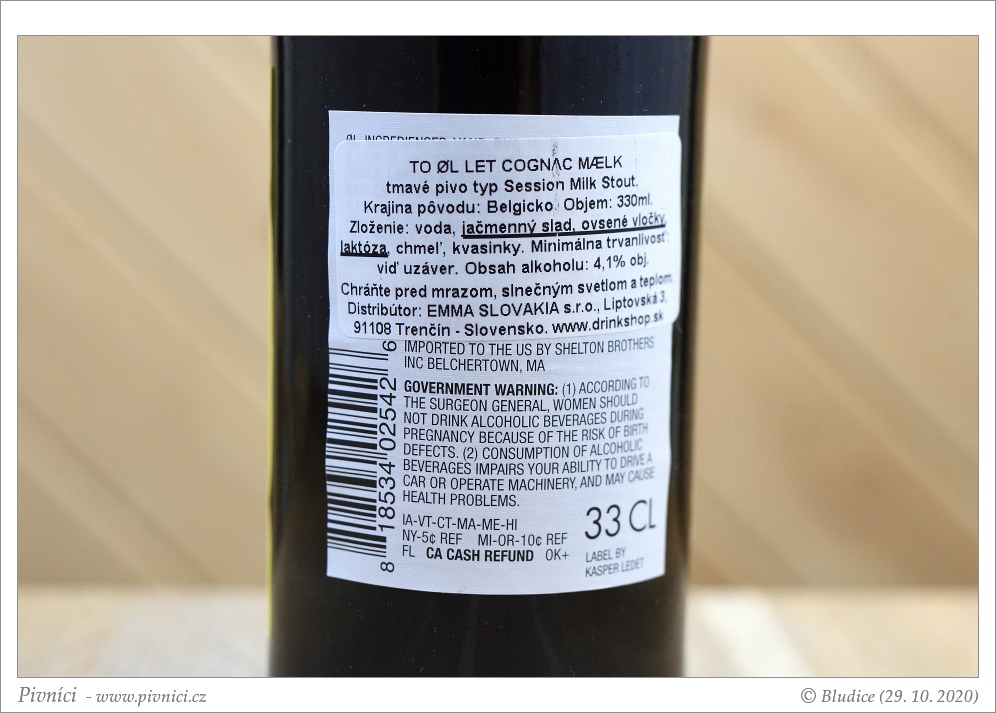 TO ØL LET COGNAC MÆLK
tmavé pivo typ Session Milk Stout.
Krajina pôvodu: Belgicko. Objem: 330ml.
Zloženie: voda, jačmenný slad, ovsené vločky,
laktóza, chmeľ, kvasinky. Minimálna trvanlivosť:
viď uzáver. Obsah alkoholu: 4,1% obj.
Chráňte pred mrazom, slnečným svetlom a teplom.
Distribútor: EMMA SLOVAKIA s.r.o., Liptovská 3,
91108 Trenčín - Slovensko. www.drinkshop.sk
IMPORTED TO THE US BY SHELTON BROTHERS
INC BELCHERTOWN, MA
GOVERNMENT WARNING: (1) ACCORDING TO
THE SURGEON GENERAL, WOMEN SHOULD
NOT DRINK ALCOHOLIC BEVERAGES DURING
PREGNANCY BECAUSE OF THE RISK OF BIRTH
DEFECTS. (2) CONSUMPTION OF ALCOHOLIC
BEVERAGES IMPAIRS YOUR ABILITY TO DRIVE A
CAR OR OPERATE MACHINERY, AND MAY CAUSE
HEALTH PROBLEMS.
IA-VT-CT-MA-ME-HI
NY-5¢ REF MI-OR-10¢ REF
FL CA CASH REFUND OK+
33 CL
LABEL BY
KASPER LEDET
8 18534 02542 6
Pivníci - www.pivnici.cz
© Bludice (29. 10. 2020)